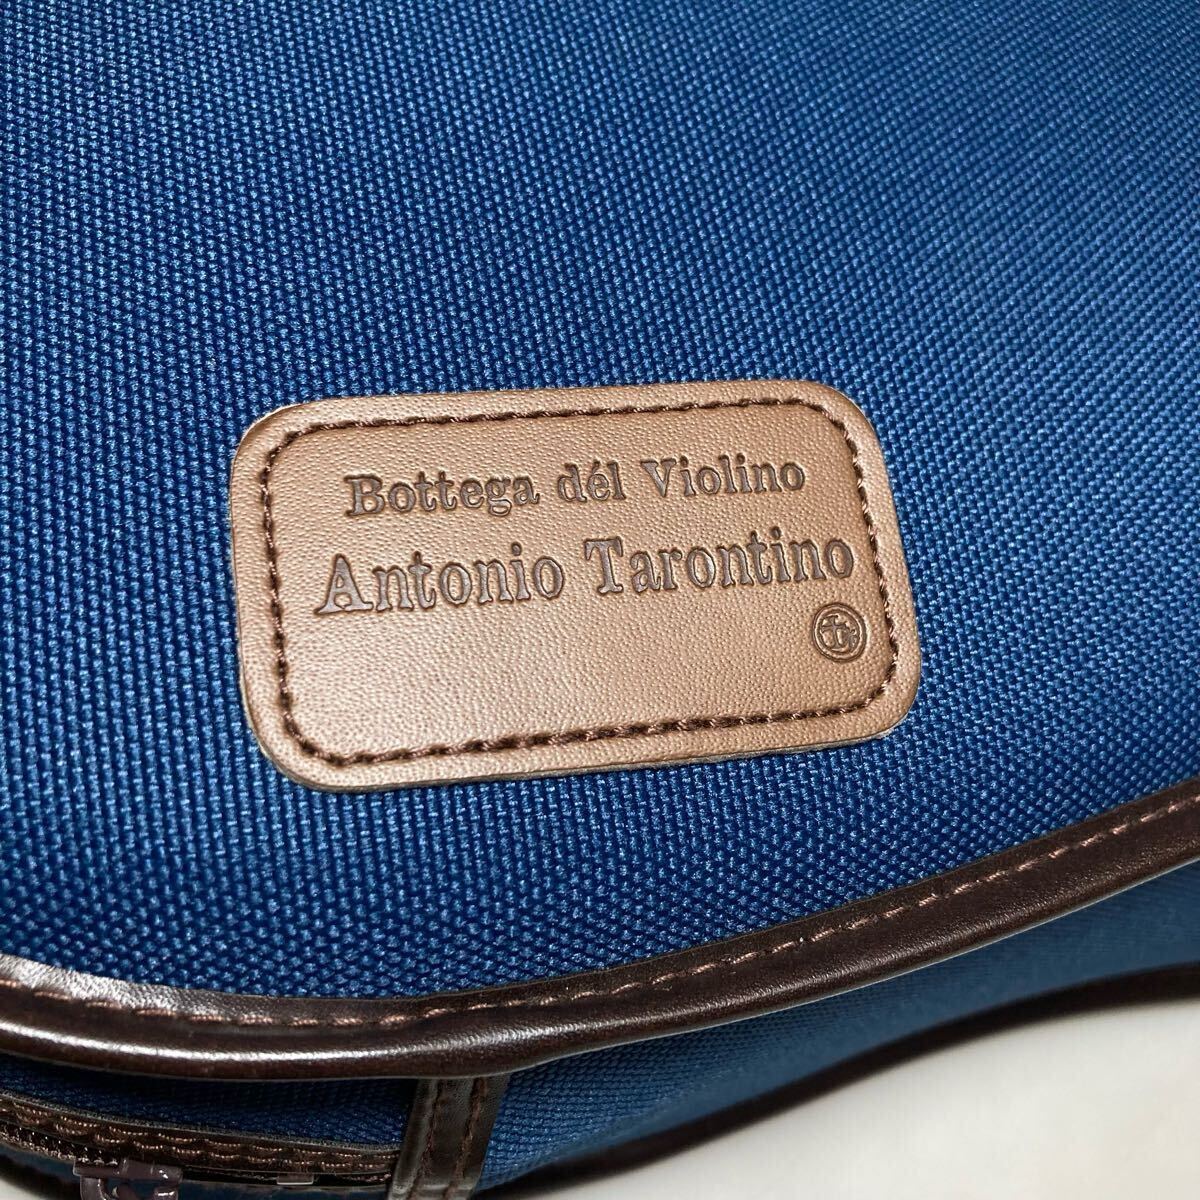 Bottega dél Violino
Antonio Tarontino